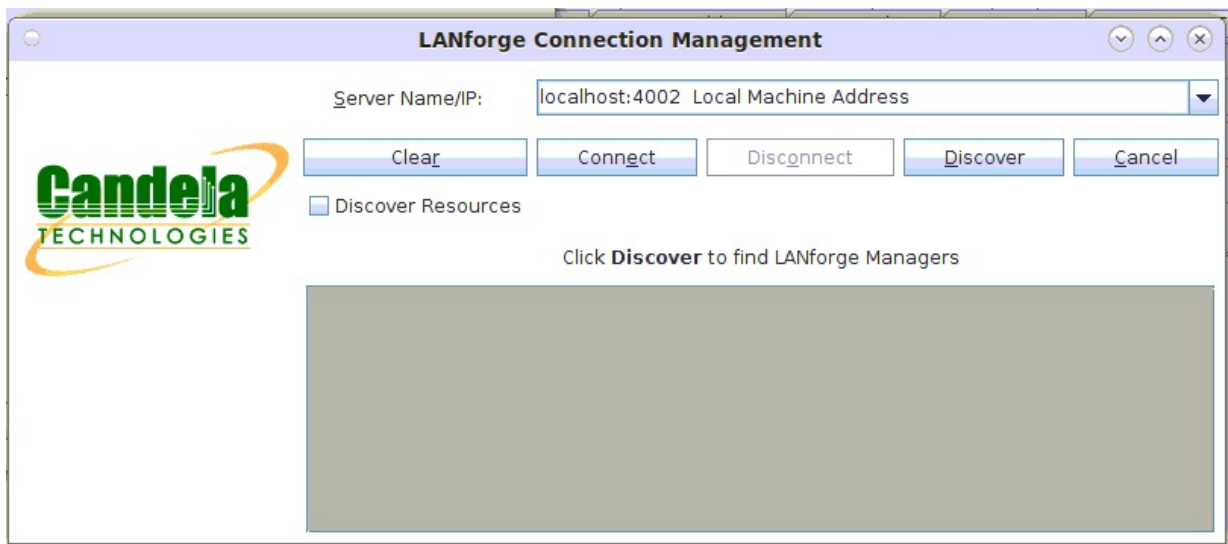 LANforge Connection Management
Server Name/IP: localhost:4002 Local Machine Address
Clear Connect Disconnect Discover Cancel
Candela
TECHNOLOGIES
Discover Resources
Click Discover to find LANforge Managers